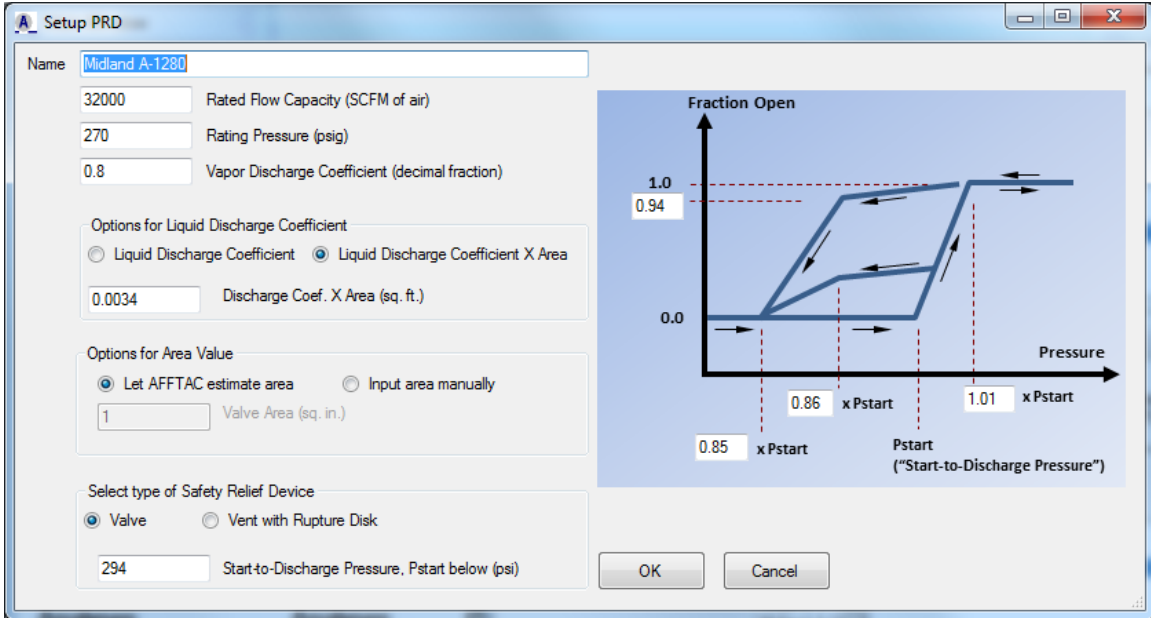 A Setup PRD
Name Midland A-1280
32000 Rated Flow Capacity (SCFM of air)
270 Rating Pressure (psig)
0.8 Vapor Discharge Coefficient (decimal fraction)
Options for Liquid Discharge Coefficient
Liquid Discharge Coefficient Liquid Discharge Coefficient X Area
0.0034 Discharge Coef. X Area (sq. ft.)
Options for Area Value
Let AFFTAC estimate area Input area manually
1 Valve Area (sq. in.)
Select type of Safety Relief Device
Valve Vent with Rupture Disk
294 Start-to-Discharge Pressure, Pstart below (psi)
Fraction Open
1.0
0.94
0.0
Pressure
0.86 x Pstart
1.01 x Pstart
0.85 x Pstart
Pstart
("Start-to-Discharge Pressure")
OK Cancel